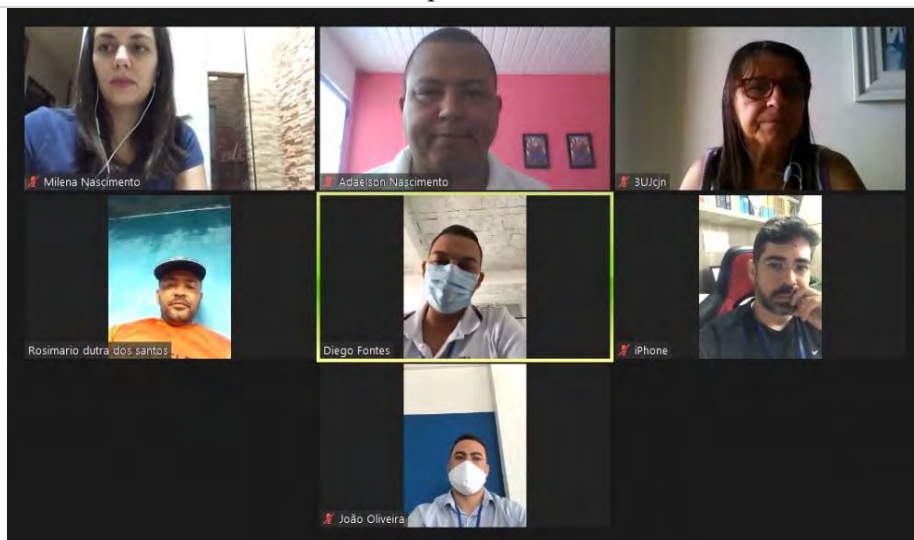 Milena Nascimento
Adaelson Nascimento
3UJcjn
Rosimario dutra dos santos
Diego Fontes
iPhone
João Oliveira